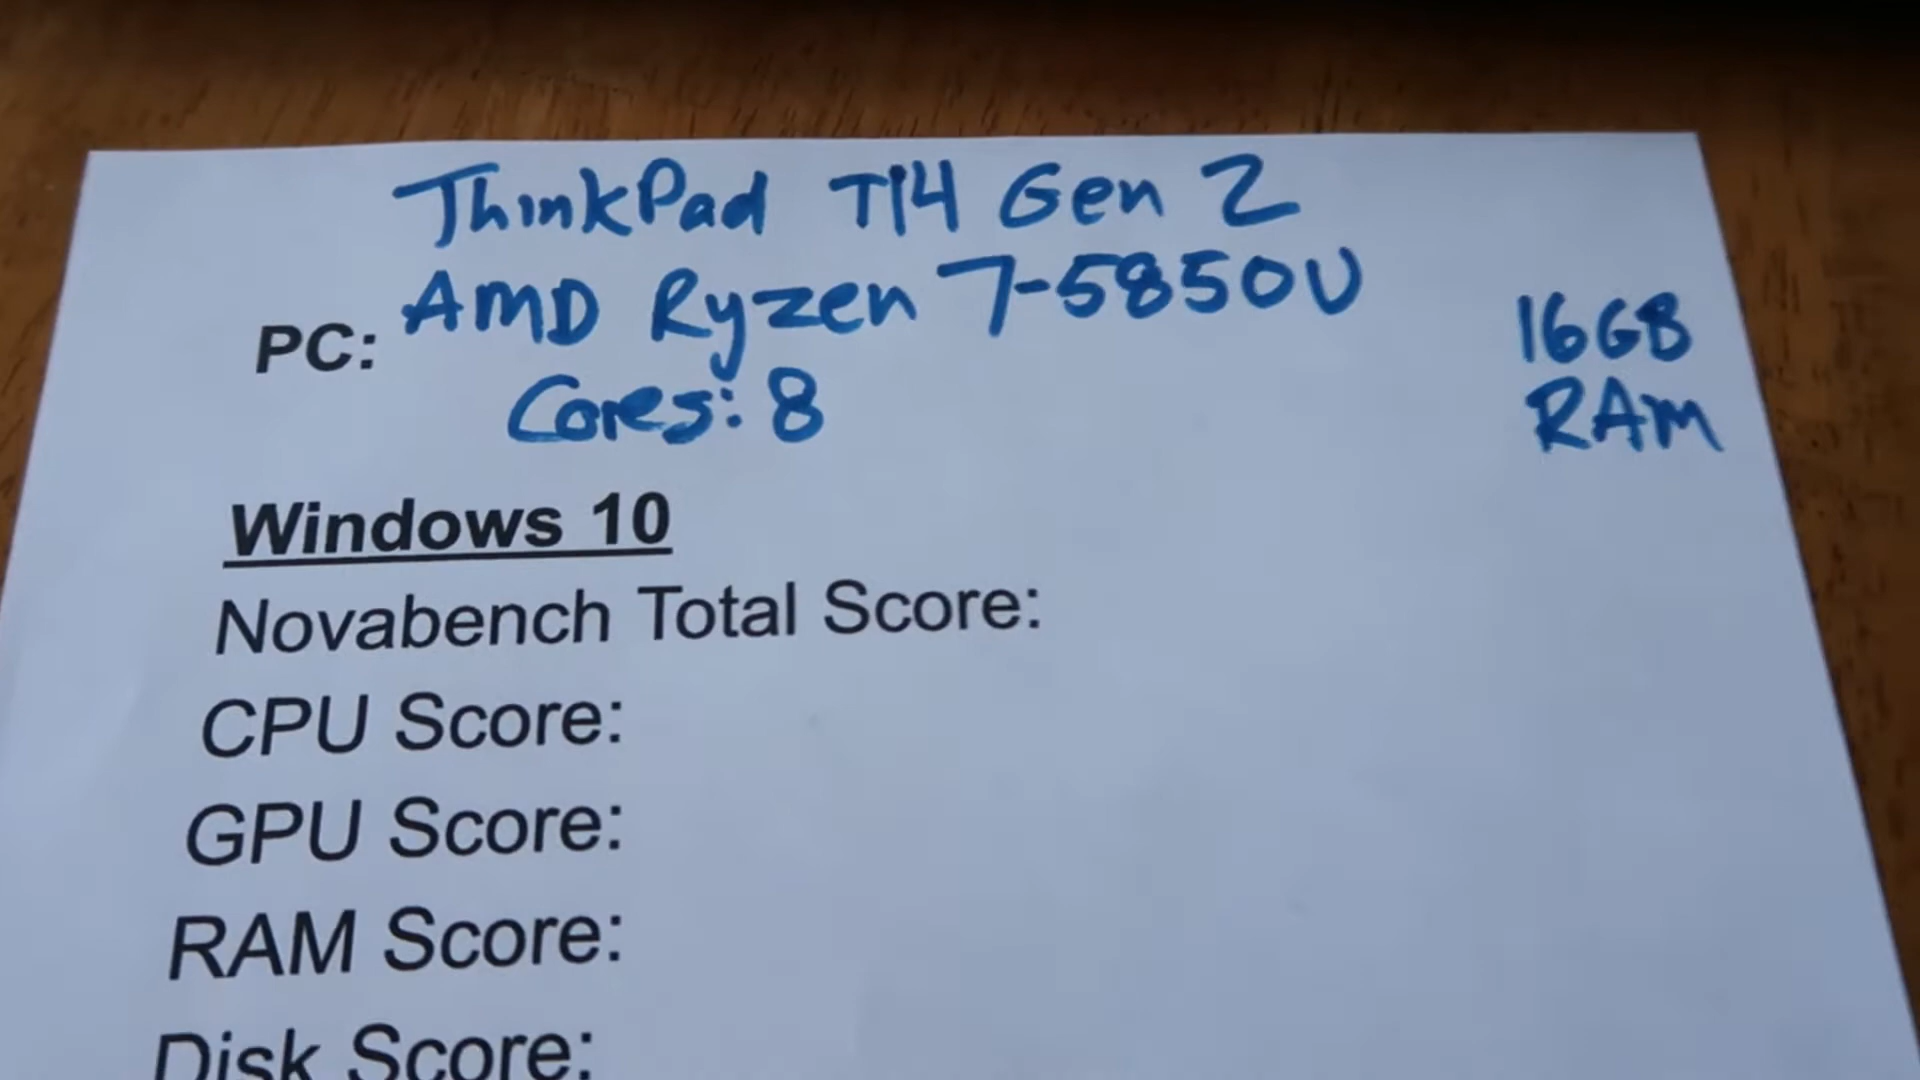 ThinkPad T14 Gen 2
PC: AMD Ryzen 7-5850U
Cores: 8
16GB
RAM
Windows 10
Novabench Total Score:
CPU Score:
GPU Score:
RAM Score:
Disk Score: